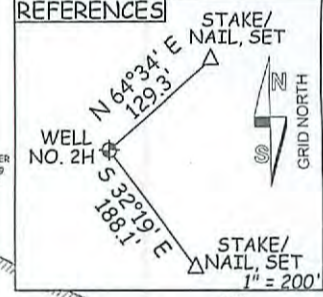 REFERENCES
STAKE/
NAIL, SET
N 64°34' E
129.3'
WELL
NO. 2H
S 32°19' E
188.1'
N
S
GRID NORTH
STAKE/
NAIL, SET
1" = 200'